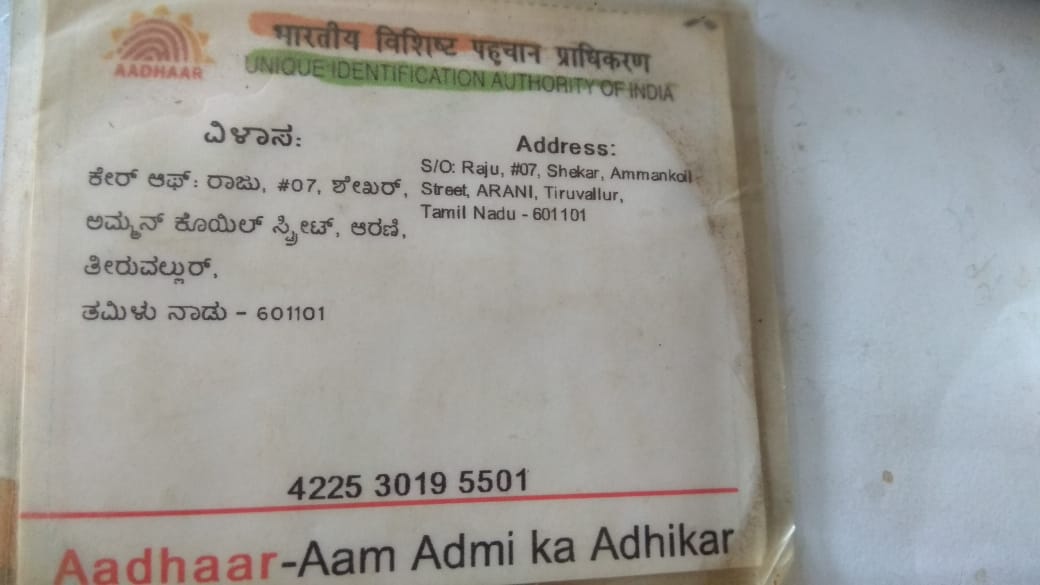 भारतीय विशिष्ट पहचान प्राधिकरण
AADHAAR
UNIQUE IDENTIFICATION AUTHORITY OF INDIA
ವಿಳಾಸ:
ಕೇರ್ ಆಫ್: ರಾಜು, #07, ಶೇಖರ್,
ಅಮ್ಮನ್ ಕೊಯಿಲ್ ಸ್ಟ್ರೀಟ್, ಆರಣಿ,
ತೀರುವಲ್ಲುರ್,
ತಮಿಳು ನಾಡು - 601101
Address:
S/O: Raju, #07, Shekar, Ammankoil
Street, ARANI, Tiruvallur,
Tamil Nadu - 601101
4225 3019 5501
Aadhaar-Aam Admi ka Adhikar